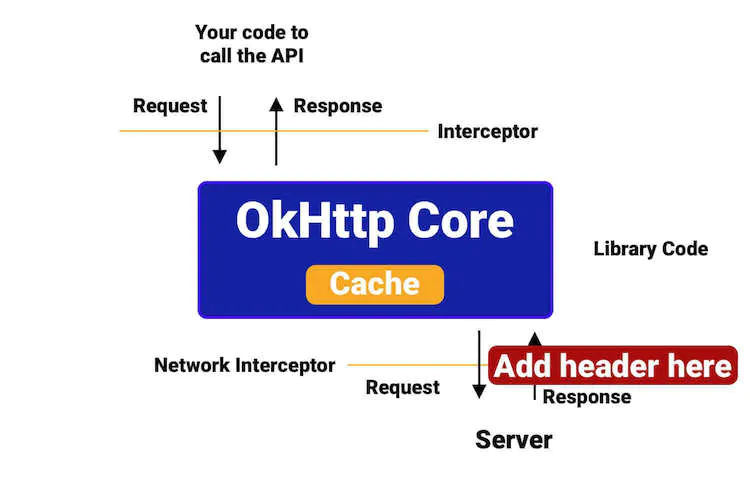 Your code to
call the API
Request
Response
Interceptor
OkHttp Core
Cache
Library Code
Network Interceptor
Add header here
Request
Response
Server